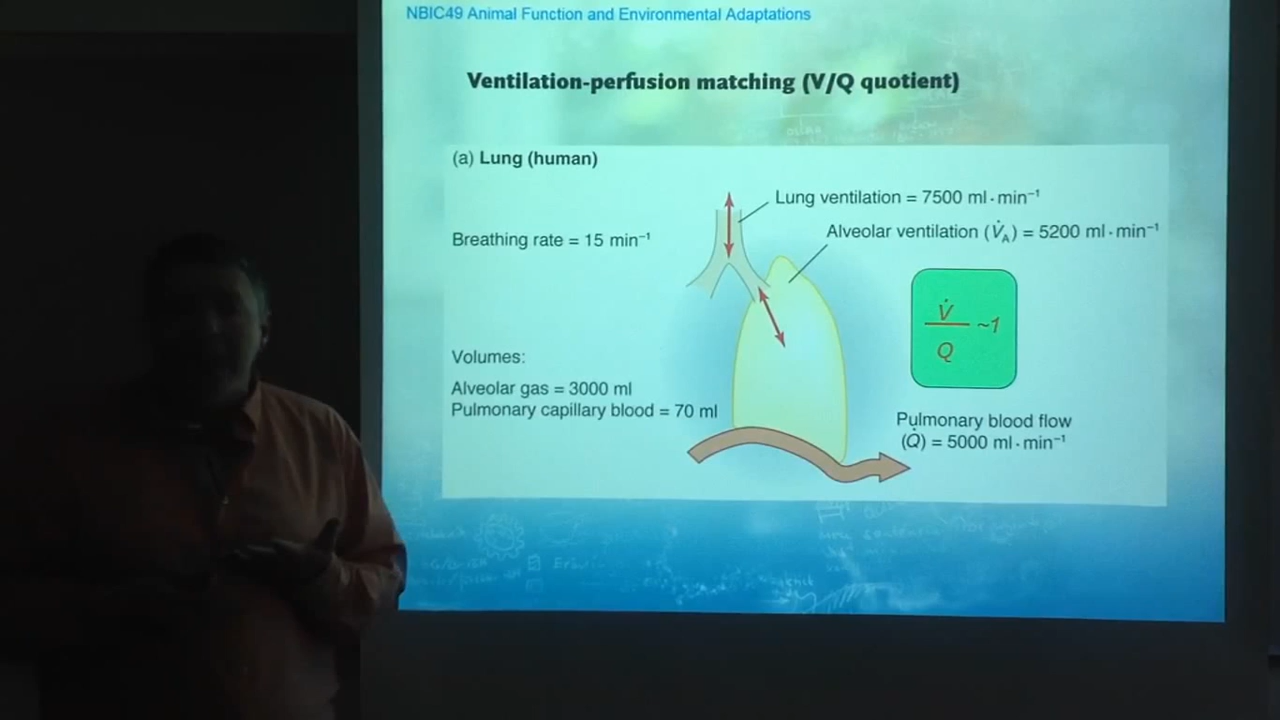 NBIC49 Animal Function and Environmental Adaptations
Ventilation-perfusion matching (V/Q quotient)
(a) Lung (human)
Lung ventilation = 7500 ml·min⁻¹
Alveolar ventilation (V̇A) = 5200 ml·min⁻¹
Breathing rate = 15 min⁻¹
V̇
~1
Q
Volumes:
Alveolar gas = 3000 ml
Pulmonary capillary blood = 70 ml
Pulmonary blood flow
(Q̇) = 5000 ml·min⁻¹